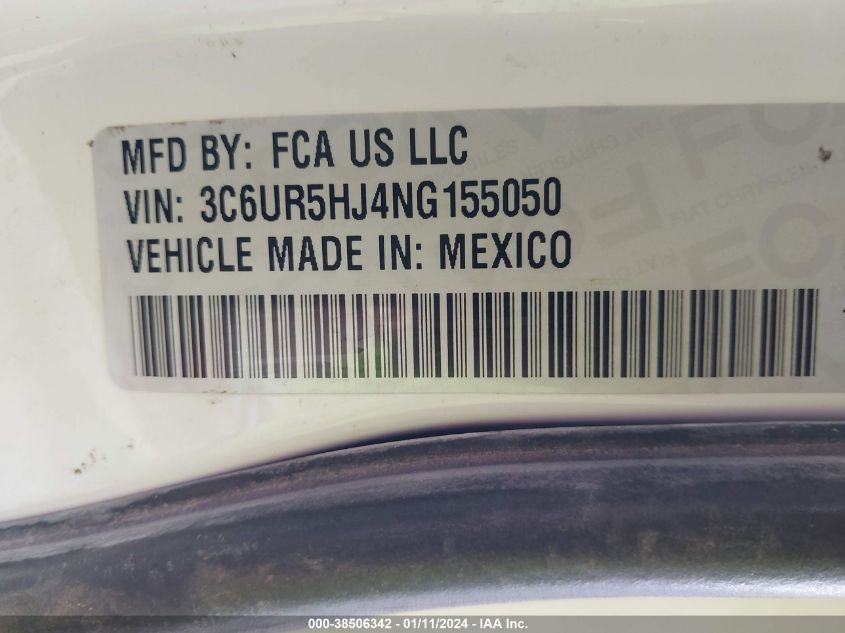 MFD BY: FCA US LLC
VIN: 3C6UR5HJ4NG155050
VEHICLE MADE IN: MEXICO
000-38506342 - 01/11/2024 - IAA Inc.